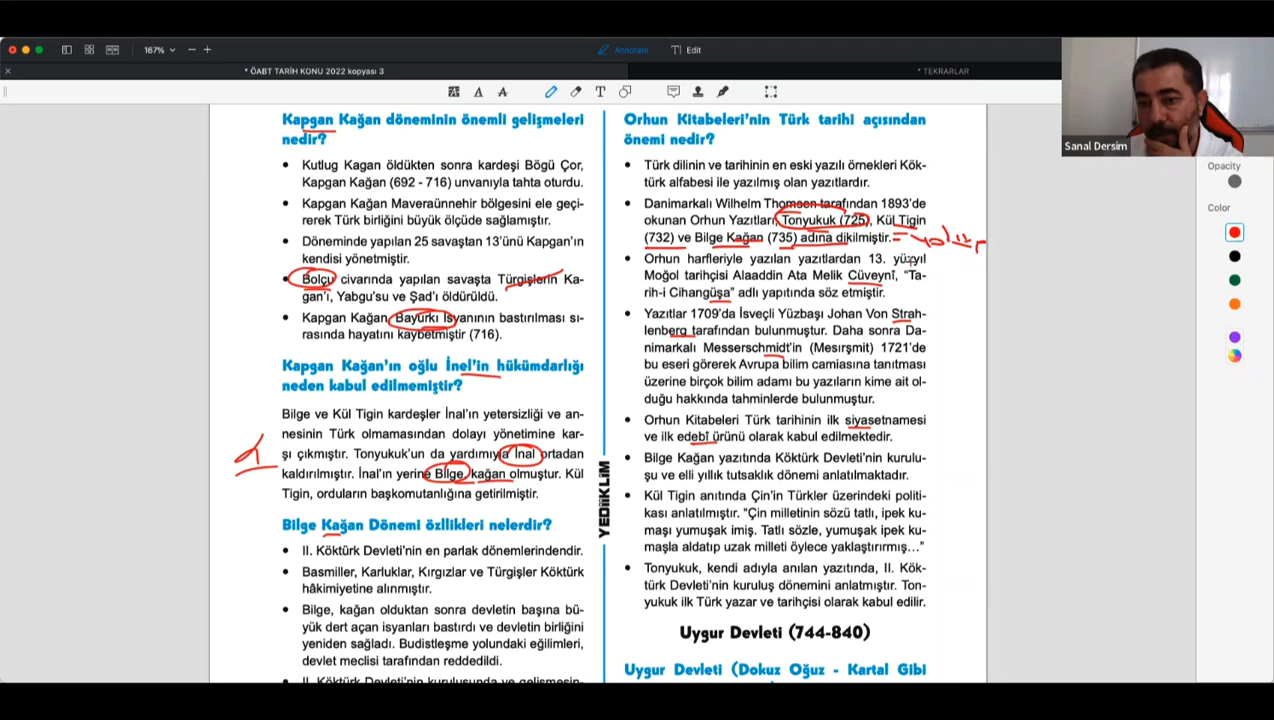 167%
Annotate
Edit
* ÖABT TARİH KONU 2022 kopyası 3
* TEKRARLAR
Sanal Dersim
Opacity
Color
Kapgan Kağan döneminin önemli gelişmeleri
nedir?
Kutlug Kagan öldükten sonra kardeşi Bögü Çor,
Kapgan Kağan (692 - 716) unvanıyla tahta oturdu.
Kapgan Kağan Maveraünnehir bölgesini ele geçi-
rerek Türk birliğini büyük ölçüde sağlamıştır.
Döneminde yapılan 25 savaştan 13'ünü Kapgan'ın
kendisi yönetmiştir.
Bolçu civarında yapılan savaşta Türgişlerin Ka-
gan'ı, Yabgu'su ve Şad'ı öldürüldü.
Kapgan Kağan, Bayırkı isyanının bastırılması sı-
rasında hayatını kaybetmiştir (716).
Kapgan Kağan'ın oğlu İnel'in hükümdarlığı
neden kabul edilmemiştir?
Bilge ve Kül Tigin kardeşler İnal'ın yetersizliği ve an-
nesinin Türk olmamasından dolayı yönetimine kar-
şı çıkmıştır. Tonyukuk'un da yardımıyla İnal ortadan
kaldırılmıştır. İnal'ın yerine Bilge kağan olmuştur. Kül
Tigin, orduların başkomutanlığına getirilmiştir.
Bilge Kağan Dönemi özllikleri nelerdir?
II. Köktürk Devleti'nin en parlak dönemlerindendir.
Basmiller, Karluklar, Kırgızlar ve Türgişler Köktürk
hâkimiyetine alınmıştır.
Bilge, kağan olduktan sonra devletin başına bü-
yük dert açan isyanları bastırdı ve devletin birliğini
yeniden sağladı. Budistleşme yolundaki eğilimleri,
devlet meclisi tarafından reddedildi.
II. Köktürk Devleti'nin kuruluşunda ve gelişmesin-
YEDİİKLİM
Orhun Kitabeleri'nin Türk tarihi açısından
önemi nedir?
Türk dilinin ve tarihinin en eski yazılı örnekleri Kök-
türk alfabesi ile yazılmış olan yazıtlardır.
Danimarkalı Wilhelm Thomsen tarafından 1893'de
okunan Orhun Yazıtları, Tonyukuk (725), Kül Tigin
(732) ve Bilge Kağan (735) adına dikilmiştir.
Orhun harfleriyle yazılan yazıtlardan 13. yüzyıl
Moğol tarihçisi Alaaddin Ata Melik Cüveynî, "Ta-
rih-i Cihangüşa" adlı yapıtında söz etmiştir.
Yazıtlar 1709'da İsveçli Yüzbaşı Johan Von Strah-
lenberg tarafından bulunmuştur. Daha sonra Da-
nimarkalı Messerschmidt'in (Mesırşmit) 1721'de
bu eseri görerek Avrupa bilim camiasına tanıtması
üzerine birçok bilim adamı bu yazıların kime ait ol-
duğu hakkında tahminlerde bulunmuştur.
Orhun Kitabeleri Türk tarihinin ilk siyasetnamesi
ve ilk edebî ürünü olarak kabul edilmektedir.
Bilge Kağan yazıtında Köktürk Devleti'nin kurulu-
şu ve elli yıllık tutsaklık dönemi anlatılmaktadır.
Kül Tigin anıtında Çin'in Türkler üzerindeki politi-
kası anlatılmıştır. "Çin milletinin sözü tatlı, ipek ku-
maşı yumuşak imiş. Tatlı sözle, yumuşak ipek ku-
maşla aldatıp uzak milleti öylece yaklaştırırmış..."
Tonyukuk, kendi adıyla anılan yazıtında, II. Kök-
türk Devleti'nin kuruluş dönemini anlatmıştır. Ton-
yukuk ilk Türk yazar ve tarihçisi olarak kabul edilir.
Uygur Devleti (744-840)
Uygur Devleti (Dokuz Oğuz - Kartal Gibi